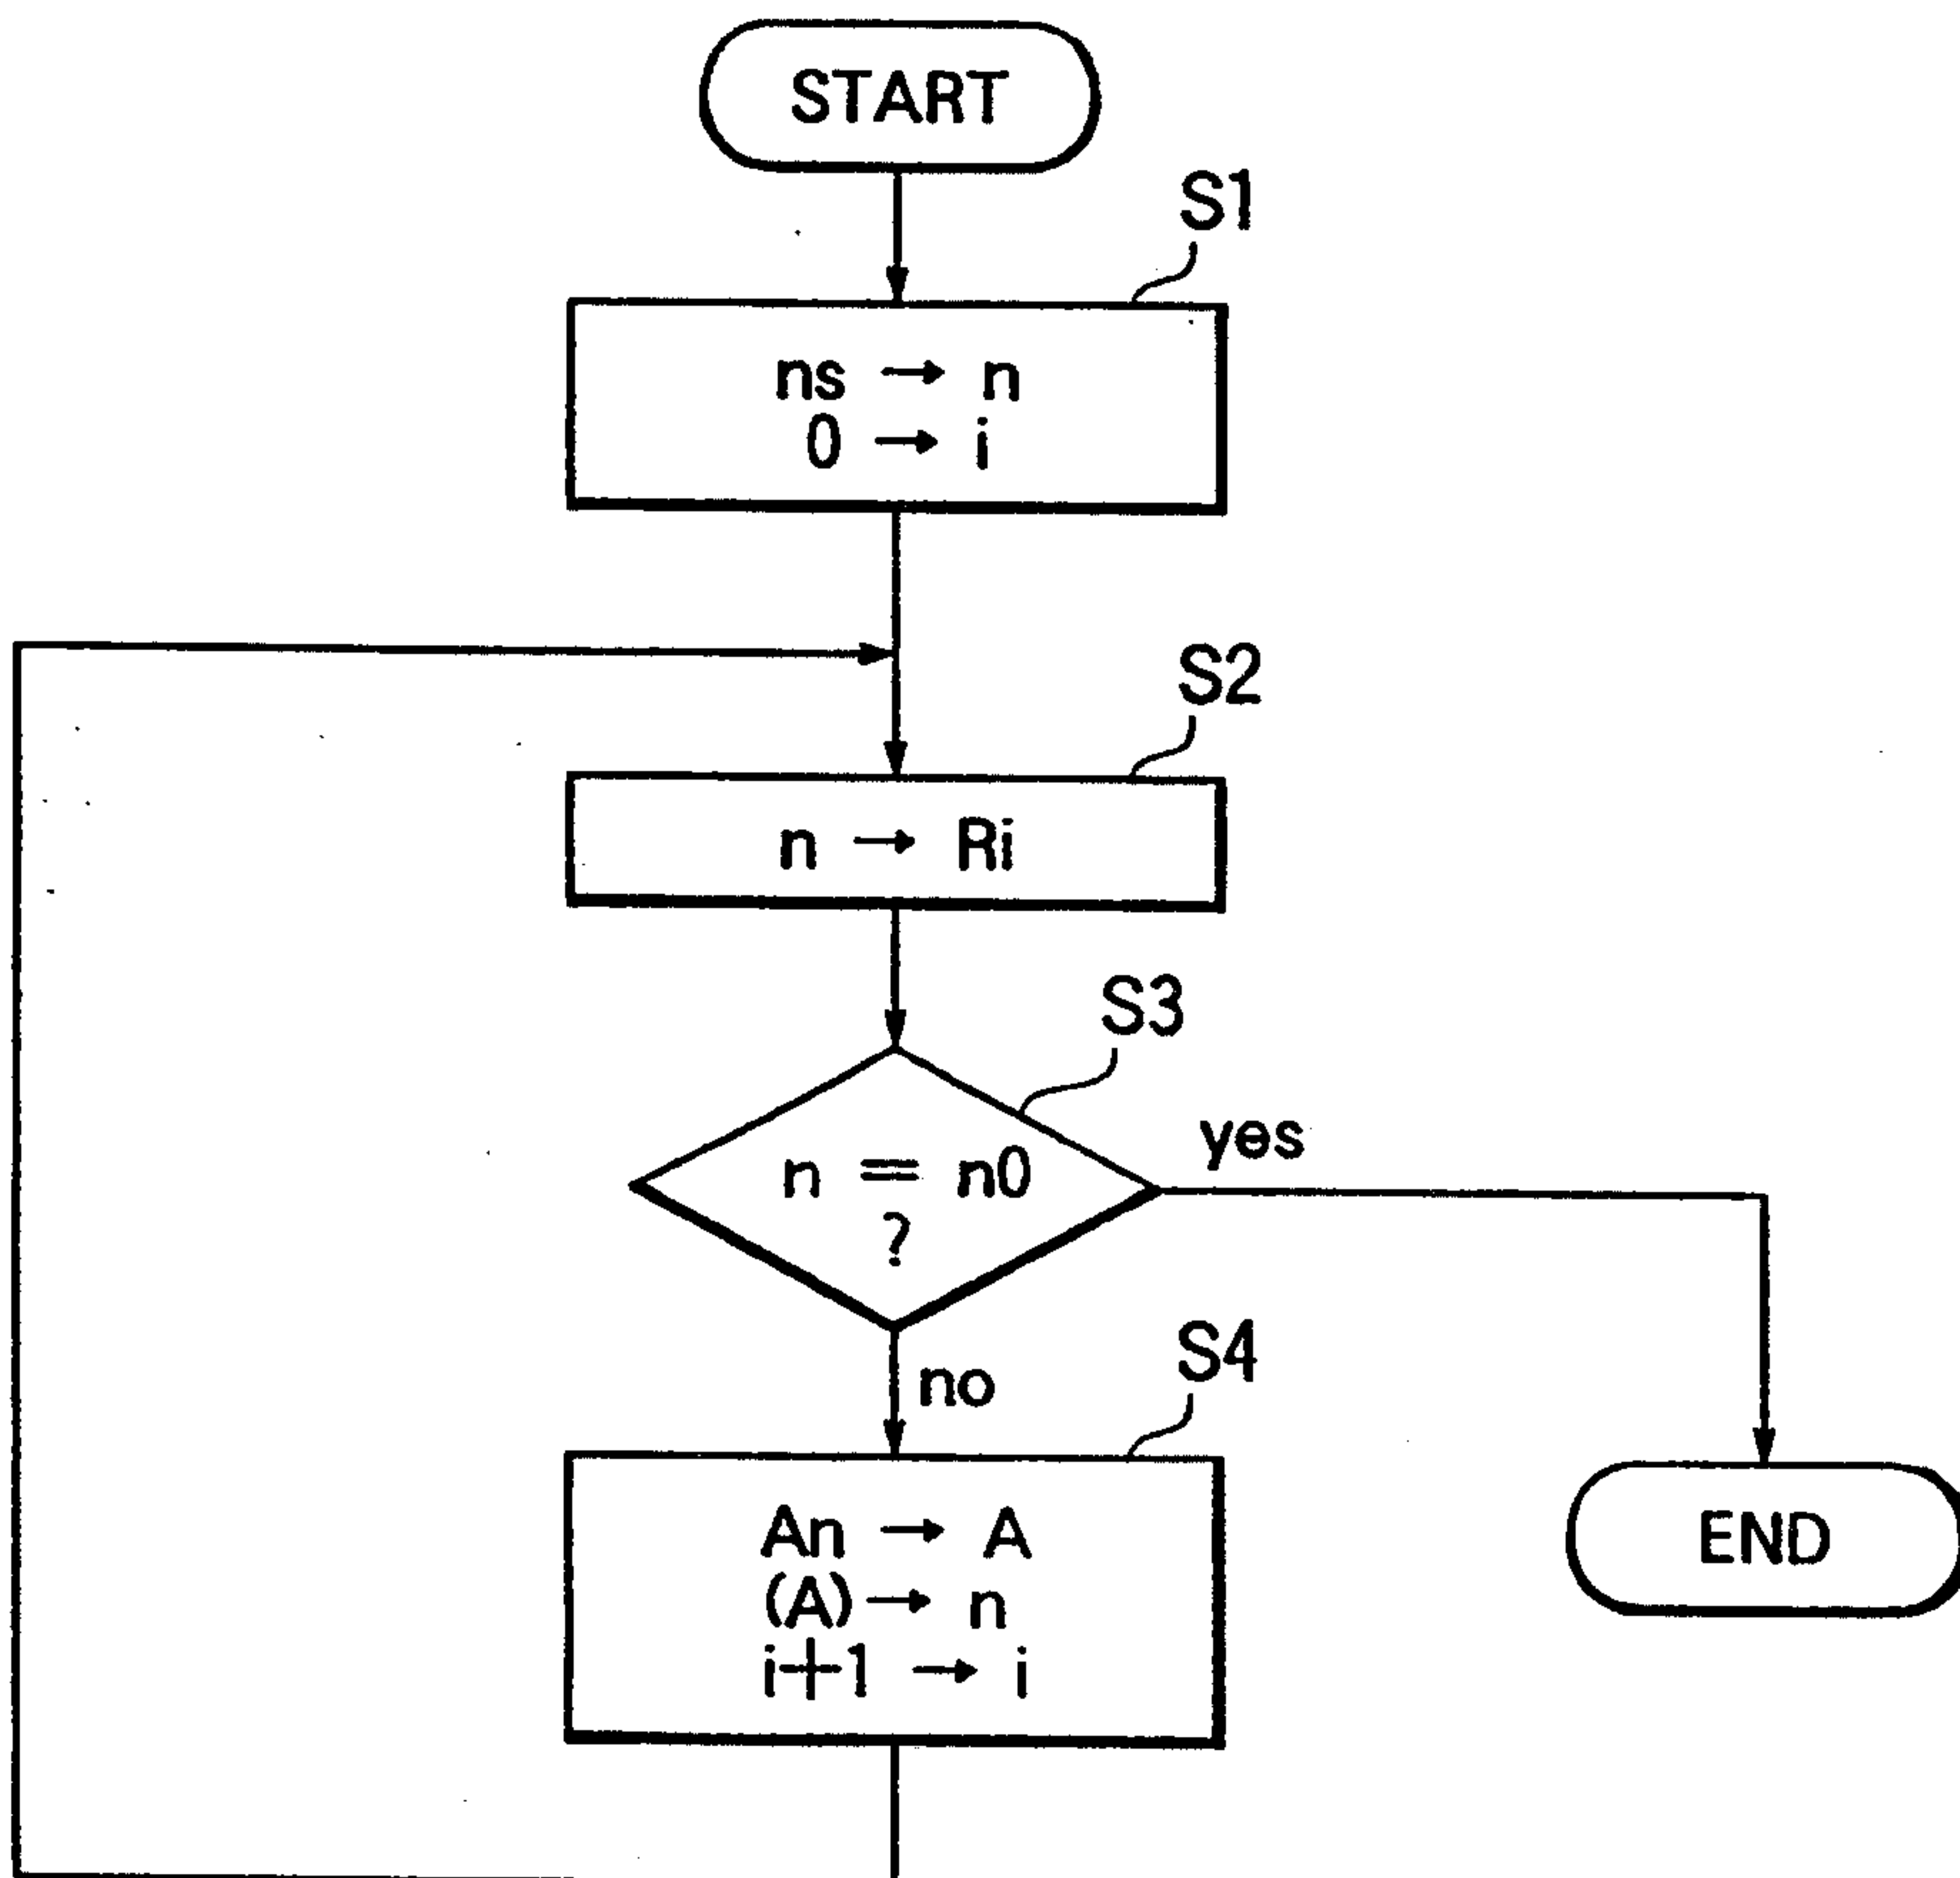 START
S1
ns → n
0 → i
S2
n → Ri
S3
n == n0
?
yes
no
S4
An → A
(A) → n
i+1 → i
END